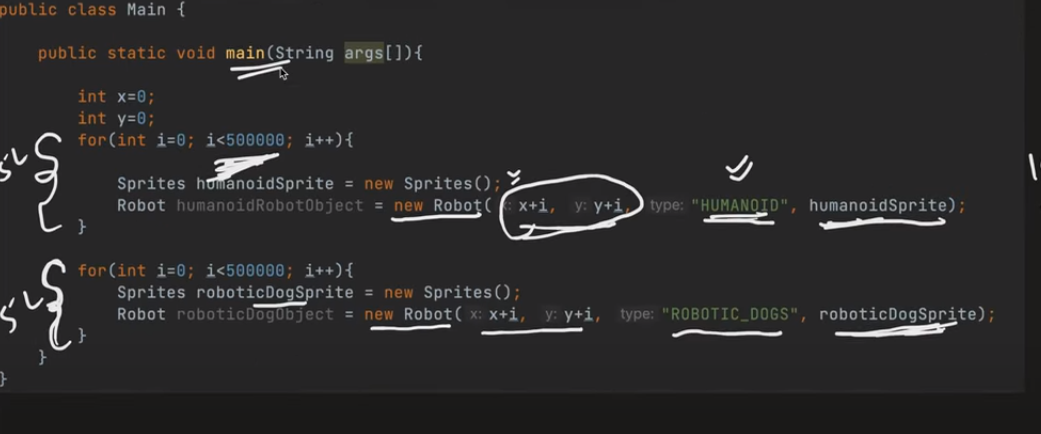 public class Main {
public static void main(String args[]){
int x=0;
int y=0;
for(int i=0; i<500000; i++){
Sprites humanoidSprite = new Sprites();
Robot humanoidRobotObject = new Robot( x: x+i, y: y+i, type: "HUMANOID", humanoidSprite);
}
for(int i=0; i<500000; i++){
Sprites roboticDogSprite = new Sprites();
Robot roboticDogObject = new Robot( x: x+i, y: y+i, type: "ROBOTIC_DOGS", roboticDogSprite);
}
}
}
5L
5L